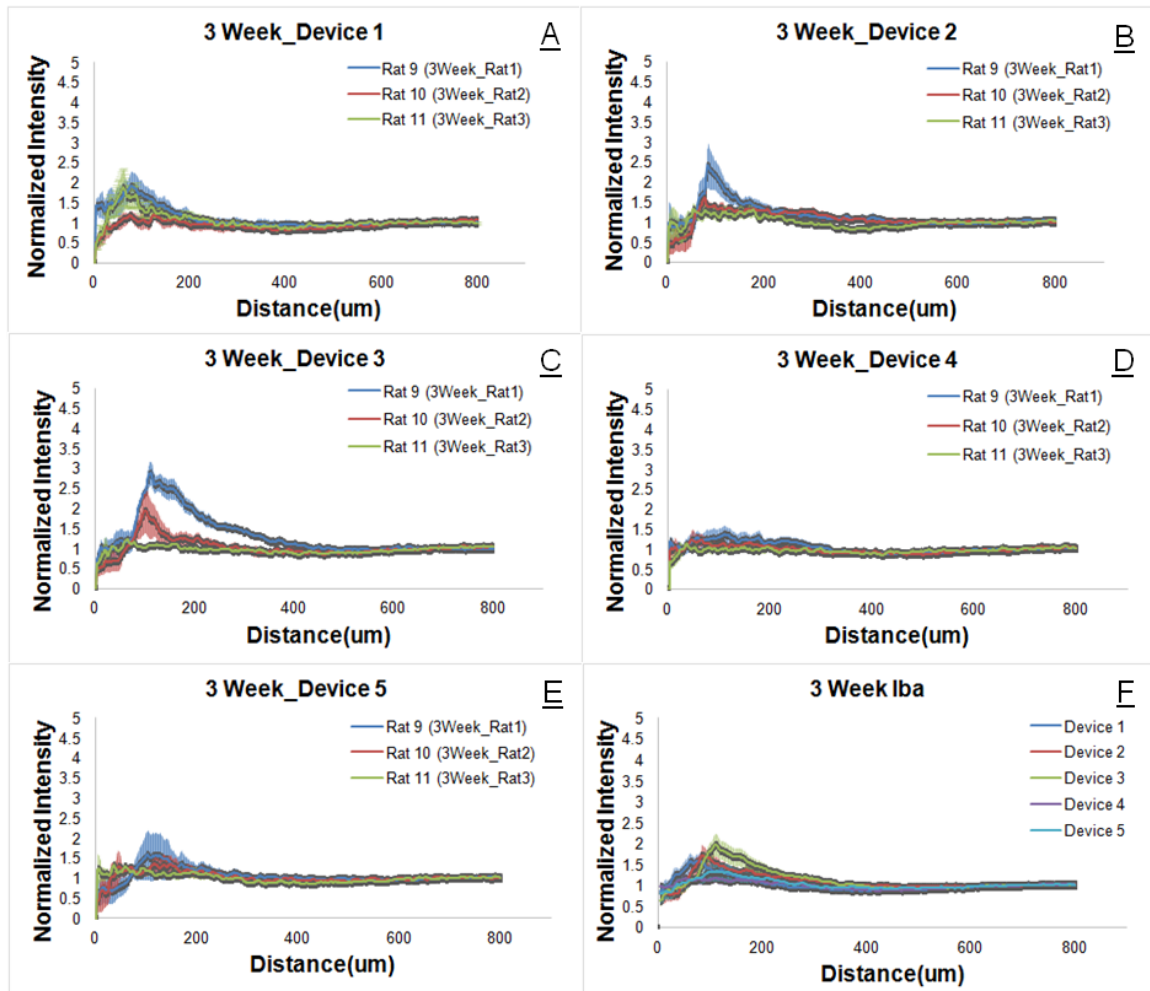 3 Week_Device 1
A
Normalized Intensity
5
4.5
4
3.5
3
2.5
2
1.5
1
0.5
0
Rat 9 (3Week_Rat1)
Rat 10 (3Week_Rat2)
Rat 11 (3Week_Rat3)
0 200 400 600 800
Distance(um)
3 Week_Device 2
B
Normalized Intensity
5
4.5
4
3.5
3
2.5
2
1.5
1
0.5
0
Rat 9 (3Week_Rat1)
Rat 10 (3Week_Rat2)
Rat 11 (3Week_Rat3)
0 200 400 600 800
Distance(um)
3 Week_Device 3
C
Normalized Intensity
5
4.5
4
3.5
3
2.5
2
1.5
1
0.5
0
Rat 9 (3Week_Rat1)
Rat 10 (3Week_Rat2)
Rat 11 (3Week_Rat3)
0 200 400 600 800
Distance(um)
3 Week_Device 4
D
Normalized Intensity
5
4.5
4
3.5
3
2.5
2
1.5
1
0.5
0
Rat 9 (3Week_Rat1)
Rat 10 (3Week_Rat2)
Rat 11 (3Week_Rat3)
0 200 400 600 800
Distance(um)
3 Week_Device 5
E
Normalized Intensity
5
4.5
4
3.5
3
2.5
2
1.5
1
0.5
0
Rat 9 (3Week_Rat1)
Rat 10 (3Week_Rat2)
Rat 11 (3Week_Rat3)
0 200 400 600 800
Distance(um)
3 Week Iba
F
Normalized Intensity
5
4.5
4
3.5
3
2.5
2
1.5
1
0.5
0
Device 1
Device 2
Device 3
Device 4
Device 5
0 200 400 600 800
Distance(um)